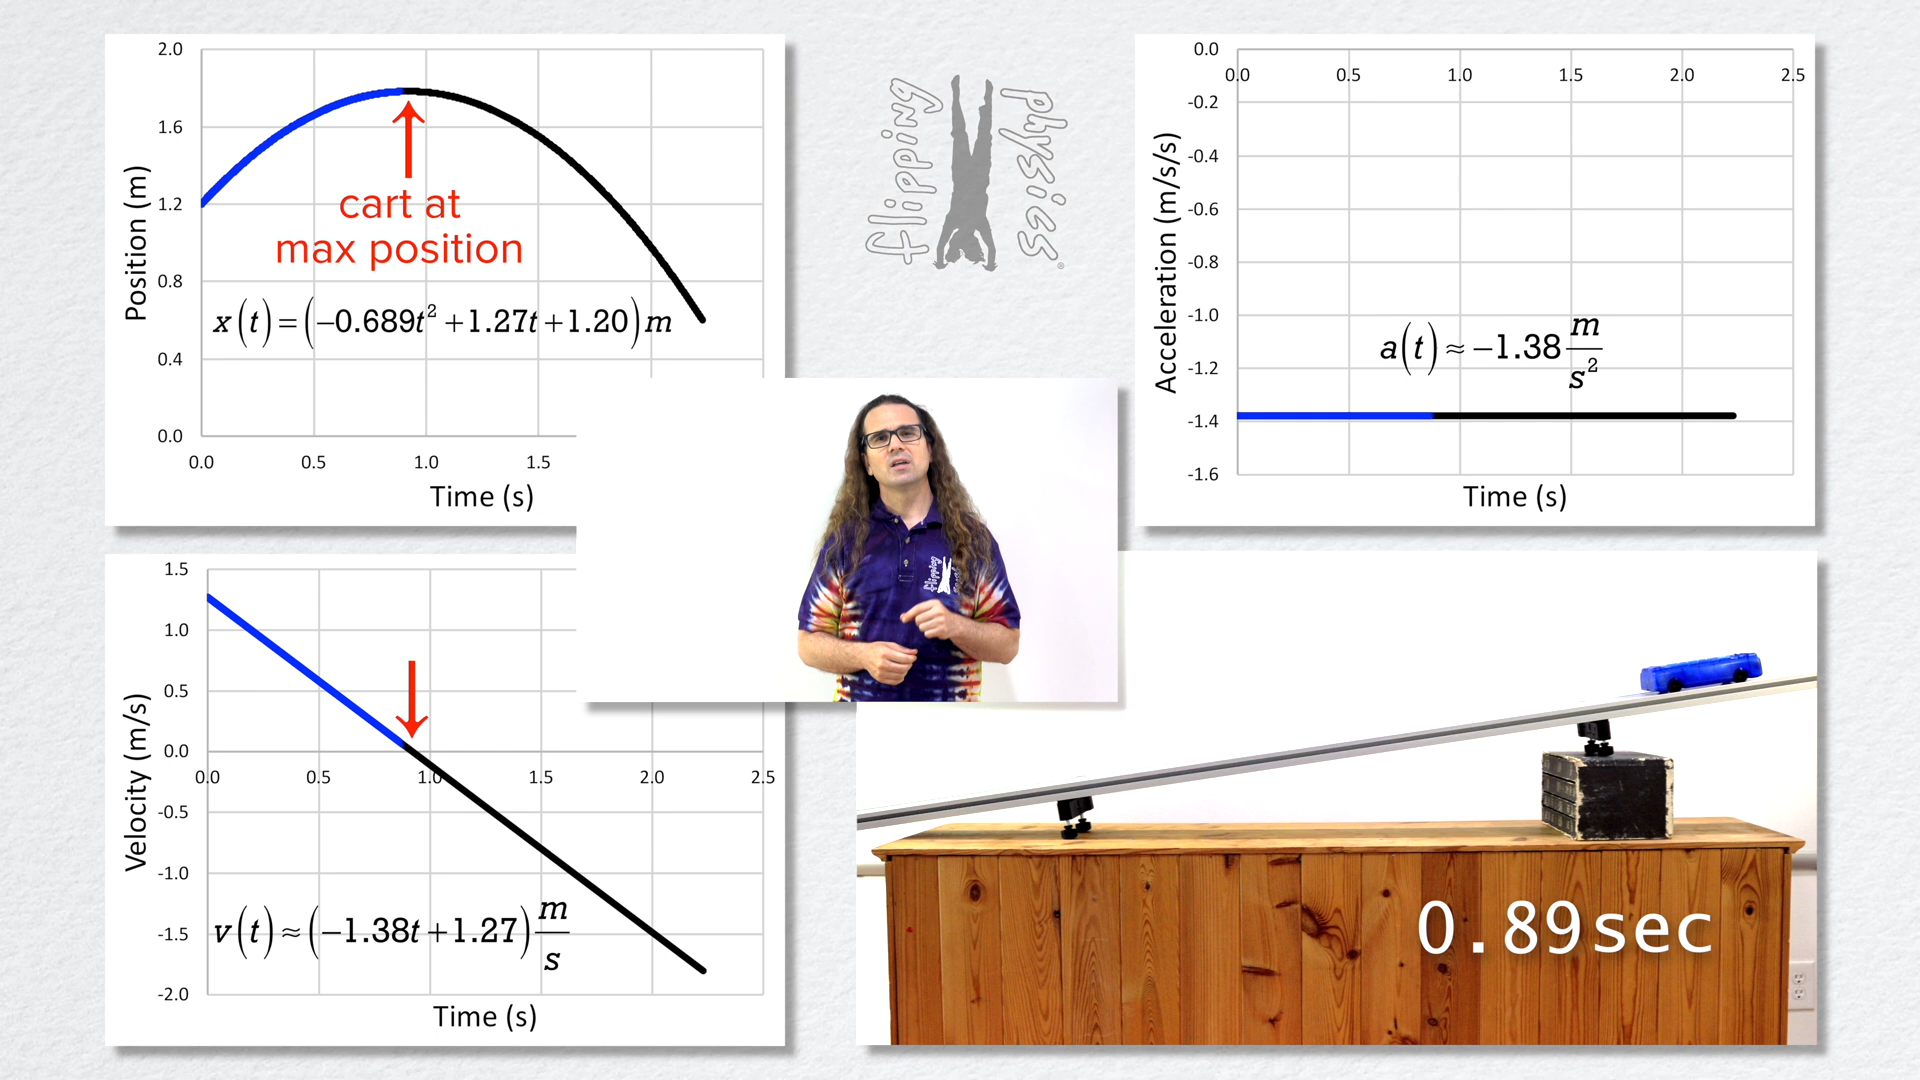 2.0
1.6
1.2
0.8
0.4
0.0
0.0 0.5 1.0 1.5
Position (m)
Time (s)
cart at
max position
x(t)=(-0.689t²+1.27t+1.20)m
flipping
physics®
0.0
-0.2
-0.4
-0.6
-0.8
-1.0
-1.2
-1.4
-1.6
0.0 0.5 1.0 1.5 2.0 2.5
Acceleration (m/s/s)
Time (s)
a(t)≈-1.38 m/s²
1.5
1.0
0.5
0.0
-0.5
-1.0
-1.5
-2.0
0.0 0.5 1.0 1.5 2.0 2.5
Velocity (m/s)
Time (s)
v(t)≈(-1.38t+1.27) m/s
flipping
0.89sec